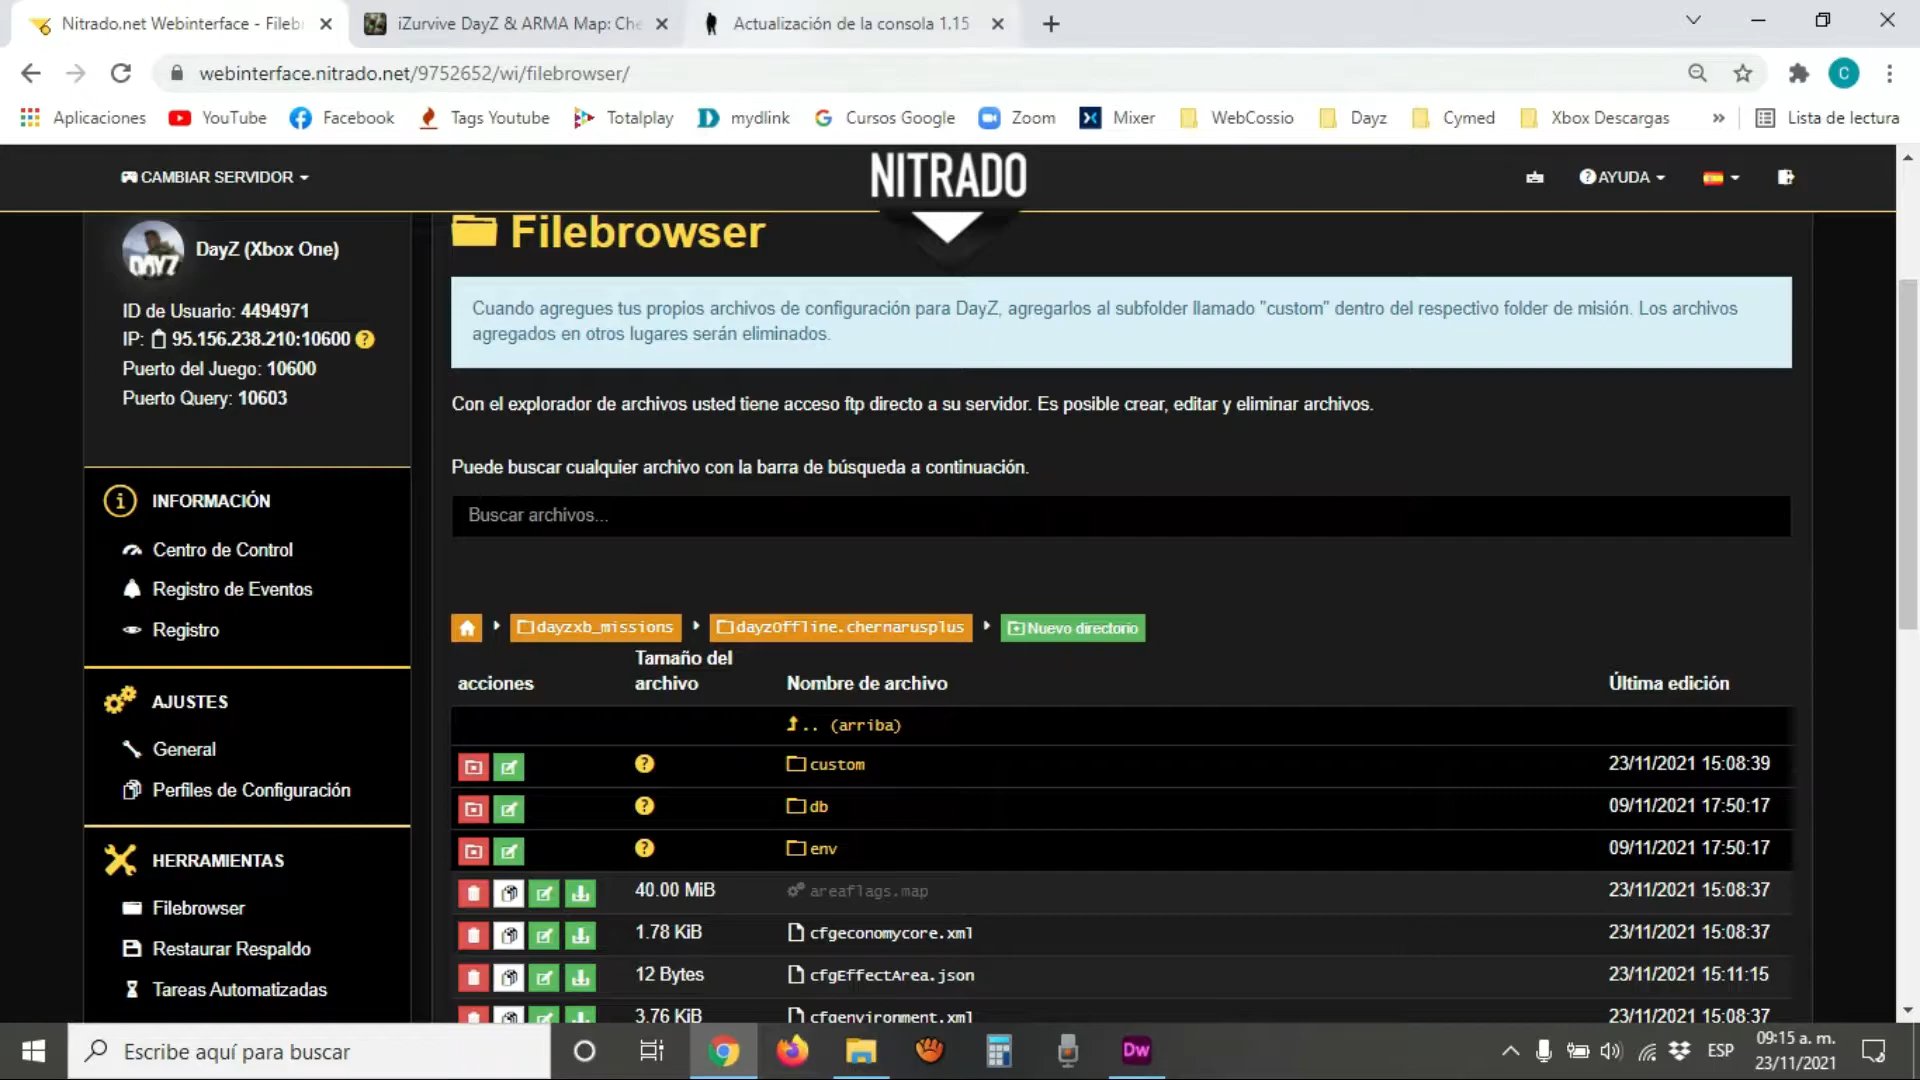 Nitrado.net Webinterface - Fileb
iZurvive DayZ & ARMA Map: Che
Actualización de la consola 1.15
webinterface.nitrado.net/9752652/wi/filebrowser/
C
Aplicaciones
YouTube
Facebook
Tags Youtube
Totalplay
mydlink
Cursos Google
Zoom
Mixer
WebCossio
Dayz
Cymed
Xbox Descargas
»
Lista de lectura
CAMBIAR SERVIDOR
NITRADO
AYUDA
DAYZ
DayZ (Xbox One)
ID de Usuario: 4494971
IP: 95.156.238.210:10600
Puerto del Juego: 10600
Puerto Query: 10603
INFORMACIÓN
Centro de Control
Registro de Eventos
Registro
AJUSTES
General
Perfiles de Configuración
HERRAMIENTAS
Filebrowser
Restaurar Respaldo
Tareas Automatizadas
Filebrowser
Cuando agregues tus propios archivos de configuración para DayZ, agregarlos al subfolder llamado "custom" dentro del respectivo folder de misión. Los archivos
agregados en otros lugares serán eliminados.
Con el explorador de archivos usted tiene acceso ftp directo a su servidor. Es posible crear, editar y eliminar archivos.
Puede buscar cualquier archivo con la barra de búsqueda a continuación.
Buscar archivos...
dayzxb_missions
dayzOffline.chernarusplus
Nuevo directorio
acciones
Tamaño del
archivo
Nombre de archivo
Última edición
.. (arriba)
custom
23/11/2021 15:08:39
db
09/11/2021 17:50:17
env
09/11/2021 17:50:17
40.00 MiB
areaflags.map
23/11/2021 15:08:37
1.78 KiB
cfgeconomycore.xml
23/11/2021 15:08:37
12 Bytes
cfgEffectArea.json
23/11/2021 15:11:15
3.76 KiB
cfgenvironment.xml
23/11/2021 15:08:37
Escribe aquí para buscar
Dw
ESP
09:15 a. m.
23/11/2021